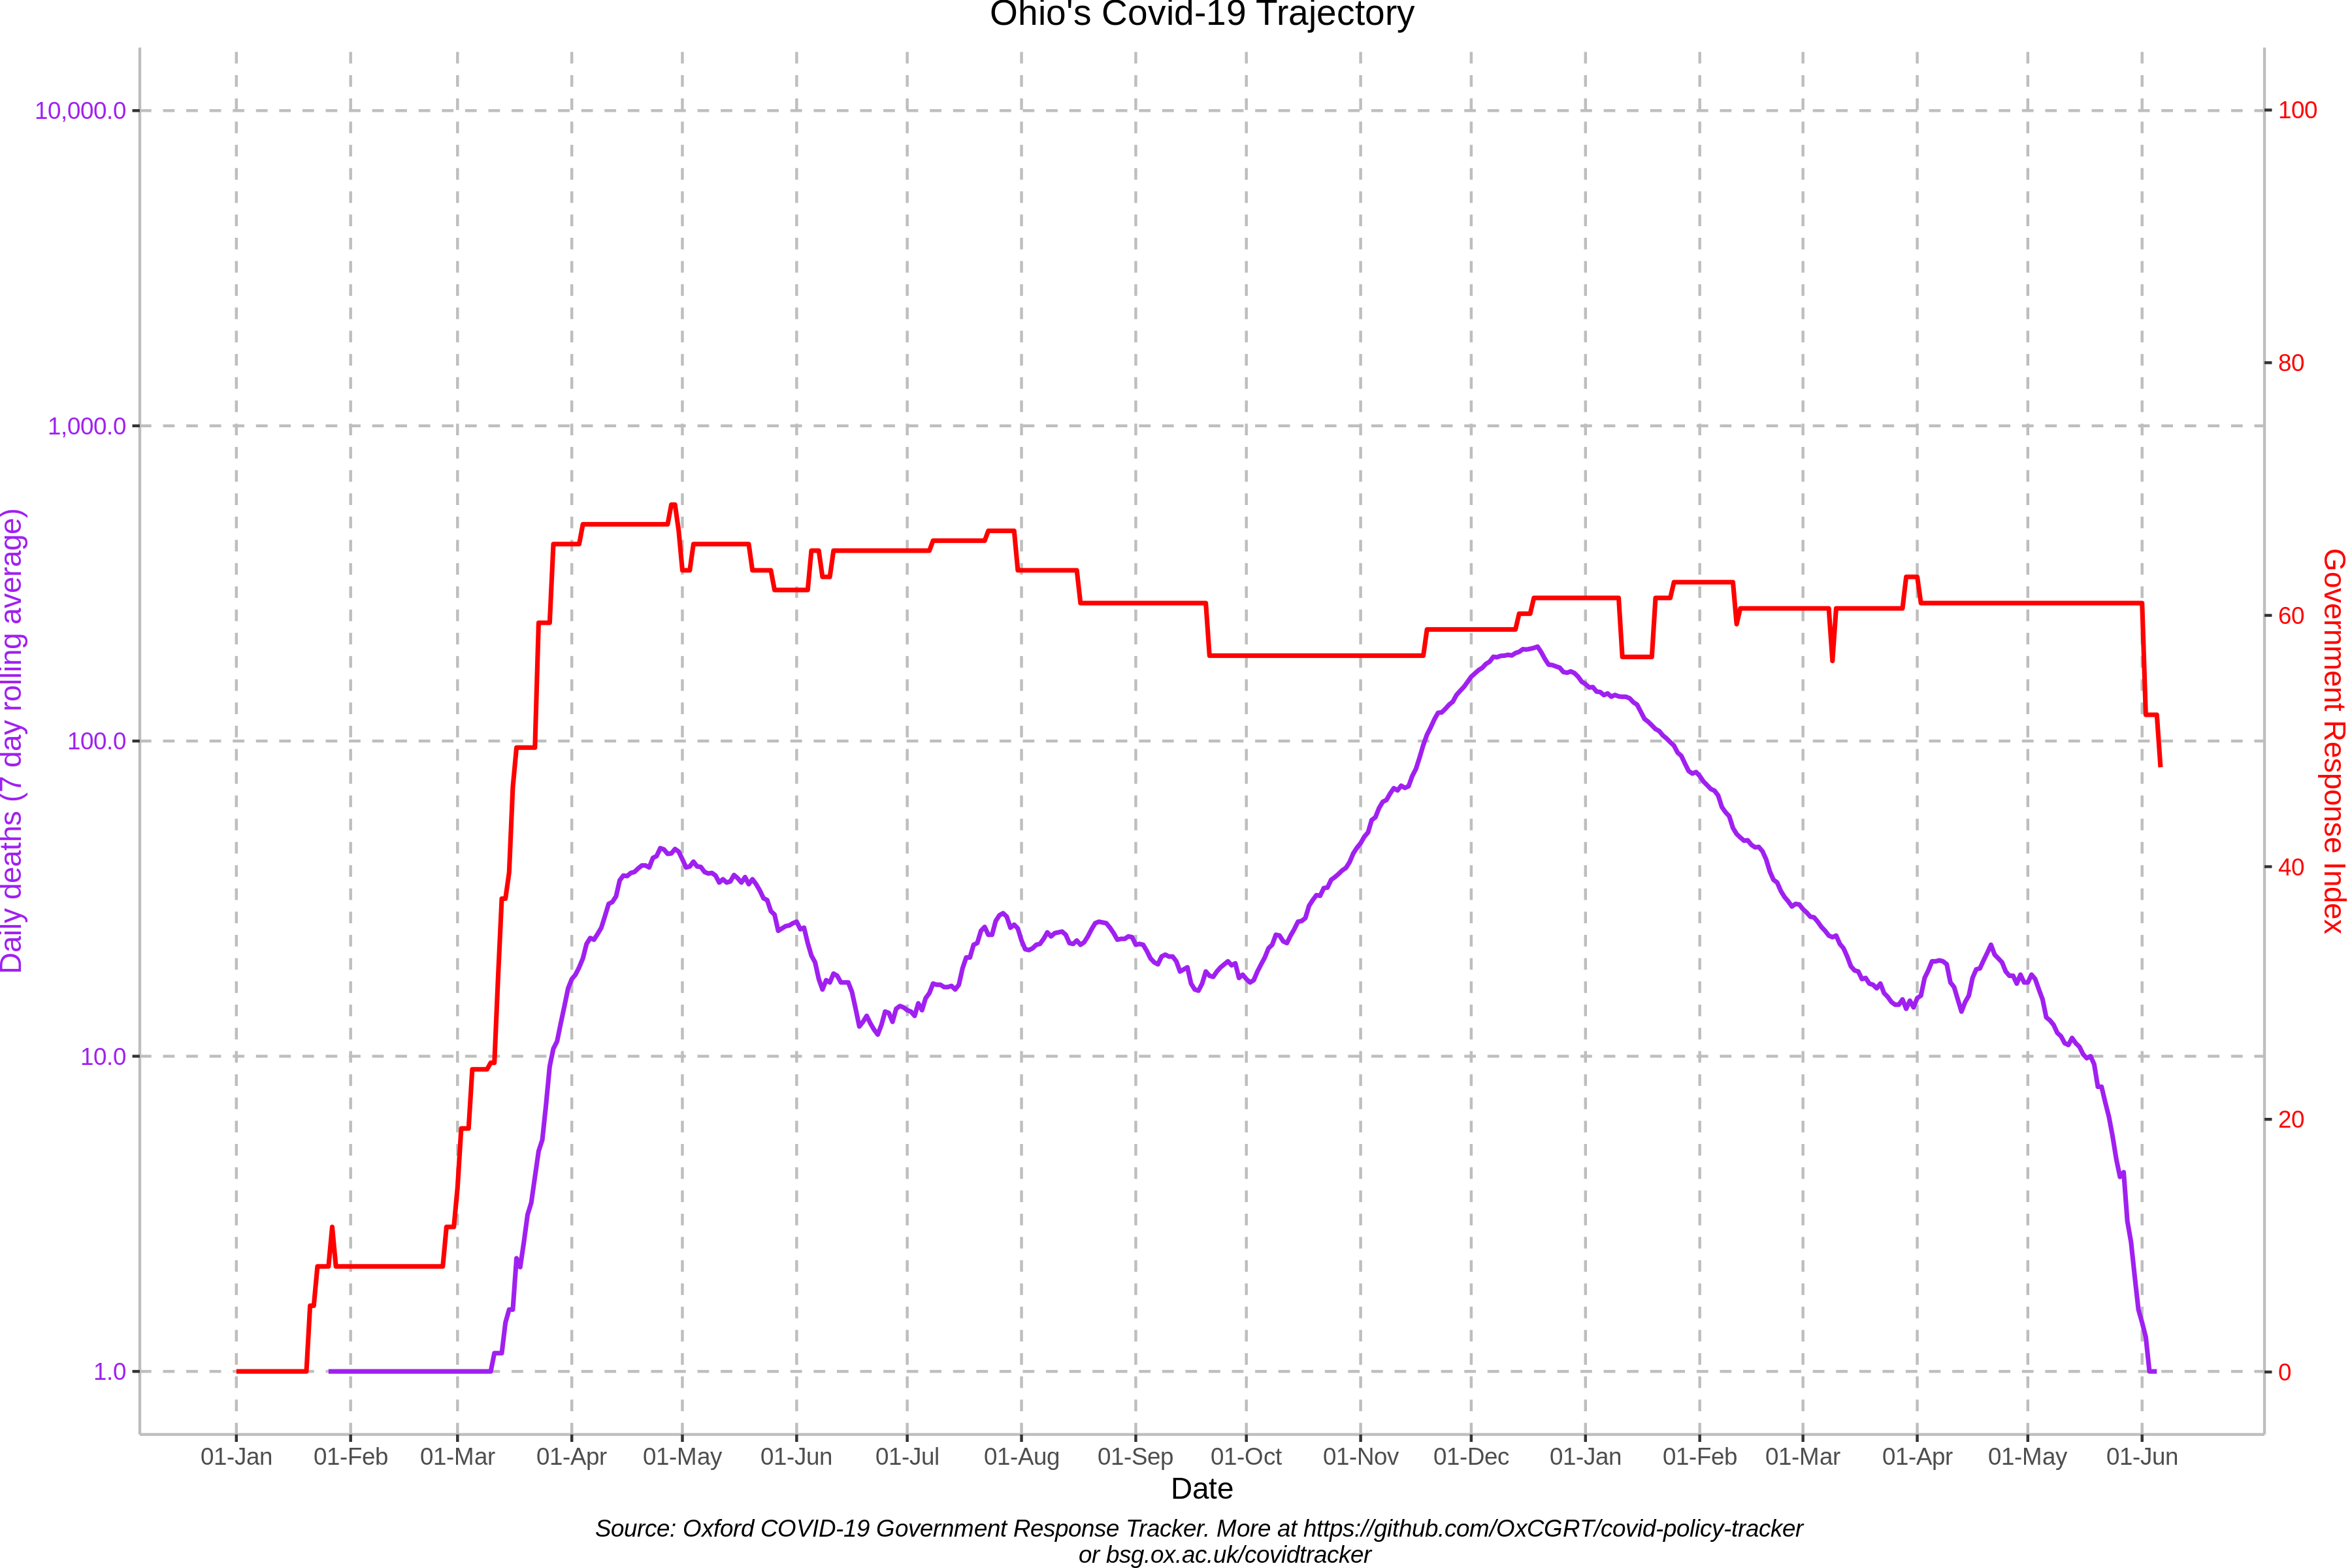 Ohio's Covid-19 Trajectory
10,000.0
1,000.0
100.0
10.0
1.0
Daily deaths (7 day rolling average)
100
80
60
40
20
0
Government Response Index
01-Jan 01-Feb 01-Mar 01-Apr 01-May 01-Jun 01-Jul 01-Aug 01-Sep 01-Oct 01-Nov 01-Dec 01-Jan 01-Feb 01-Mar 01-Apr 01-May 01-Jun
Date
Source: Oxford COVID-19 Government Response Tracker. More at https://github.com/OxCGRT/covid-policy-tracker
or bsg.ox.ac.uk/covidtracker